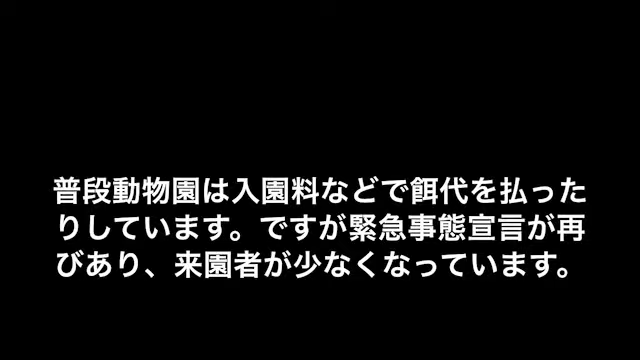 普段動物園は入園料などで餌代を払った
りしています。ですが緊急事態宣言が再
びあり、来園者が少なくなっています。